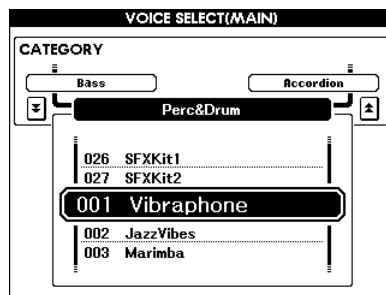 VOICE SELECT(MAIN)
CATEGORY
Bass Accordion
Perc&Drum
026 SFXKit1
027 SFXKit2
001 Vibraphone
002 JazzVibes
003 Marimba